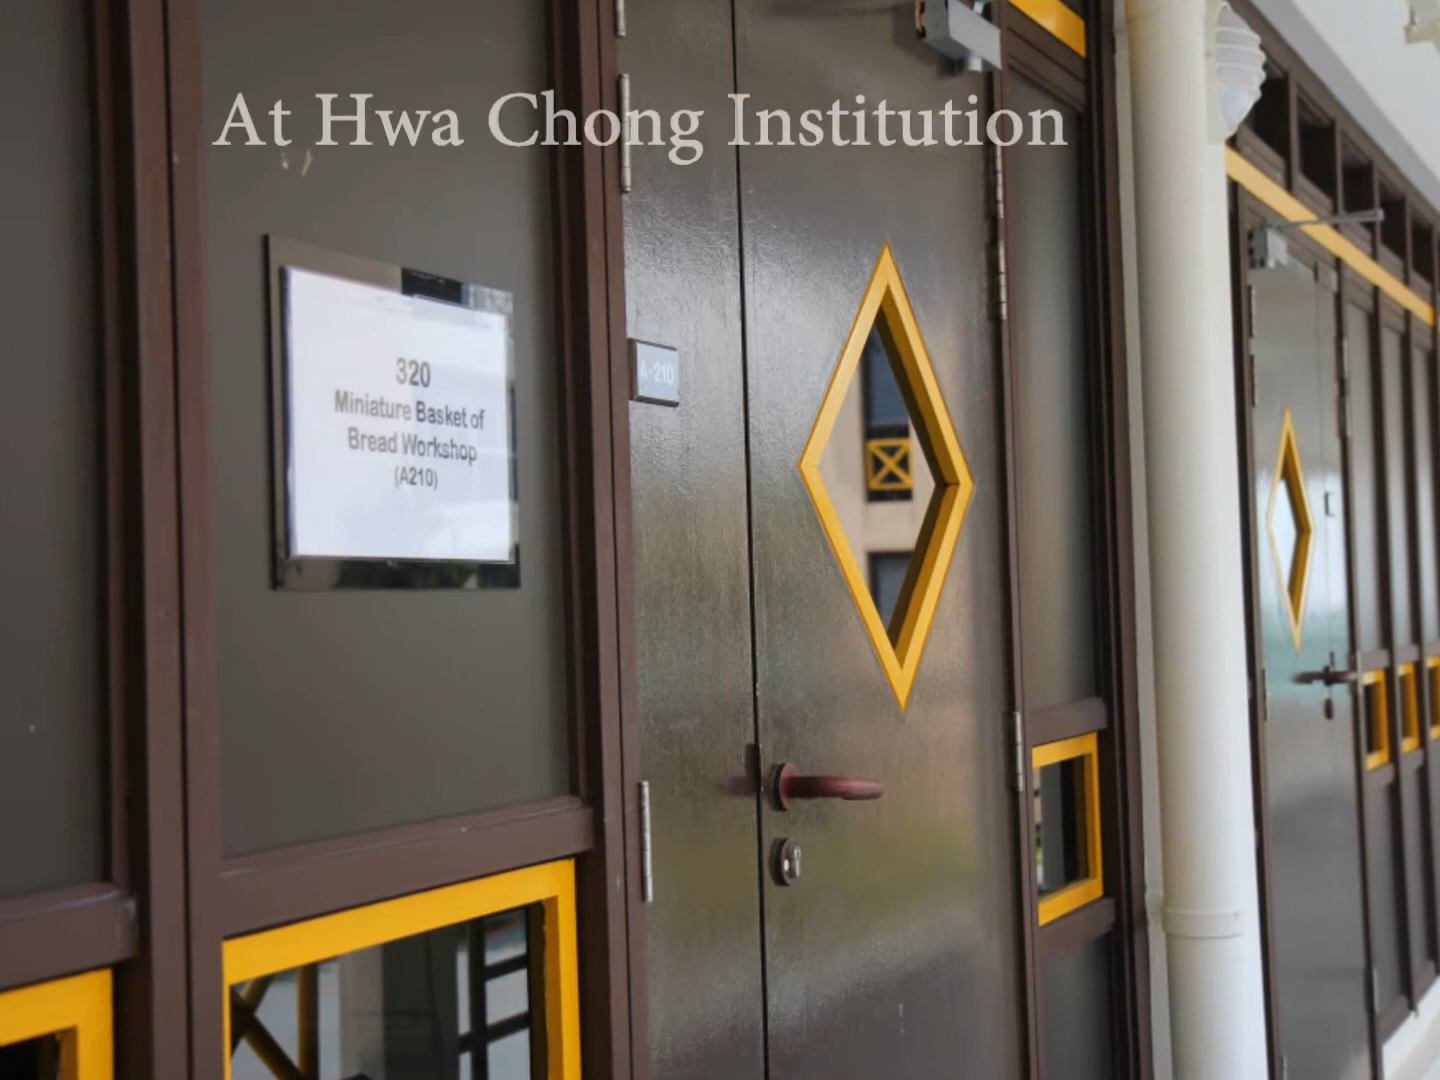 At Hwa Chong Institution
320
Miniature Basket of
Bread Workshop
(A210)
A-210